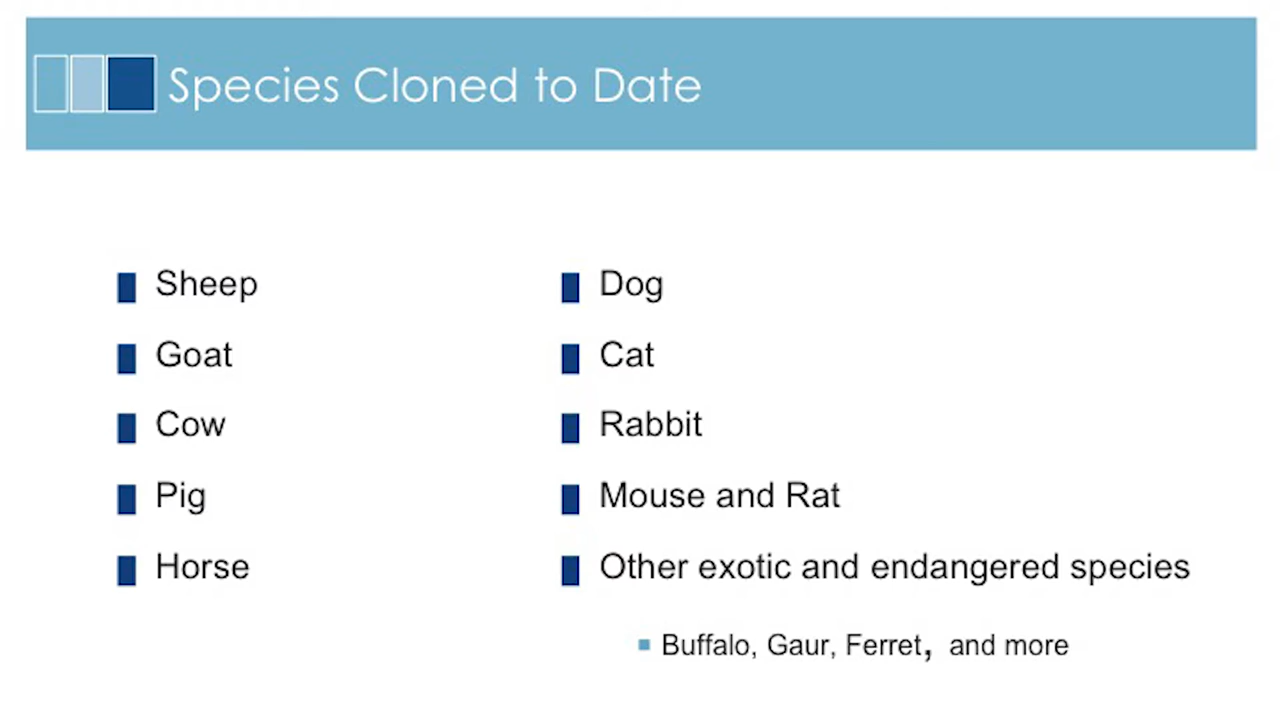 Species Cloned to Date
Sheep
Goat
Cow
Pig
Horse
Dog
Cat
Rabbit
Mouse and Rat
Other exotic and endangered species
Buffalo, Gaur, Ferret, and more